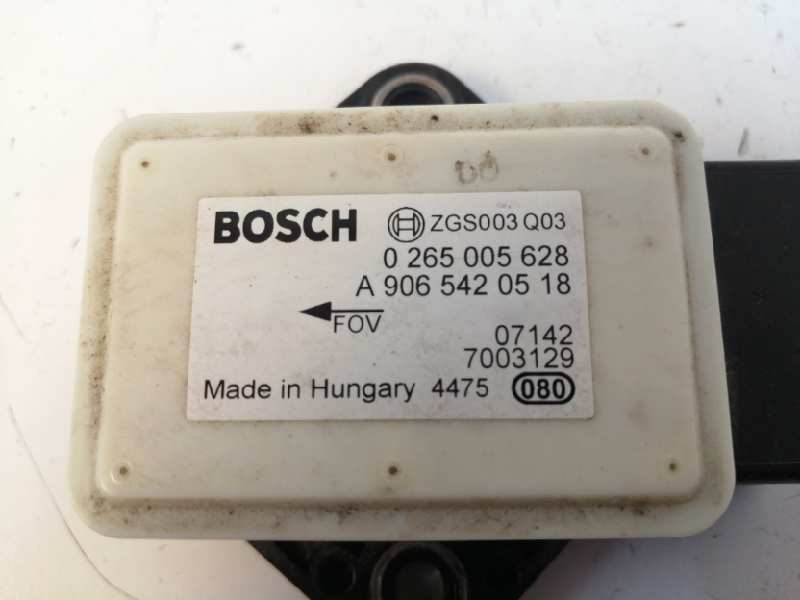 BOSCH ZGS003 Q03
0 265 005 628
A 906 542 05 18
FOV
07142
7003129
Made in Hungary 4475 080